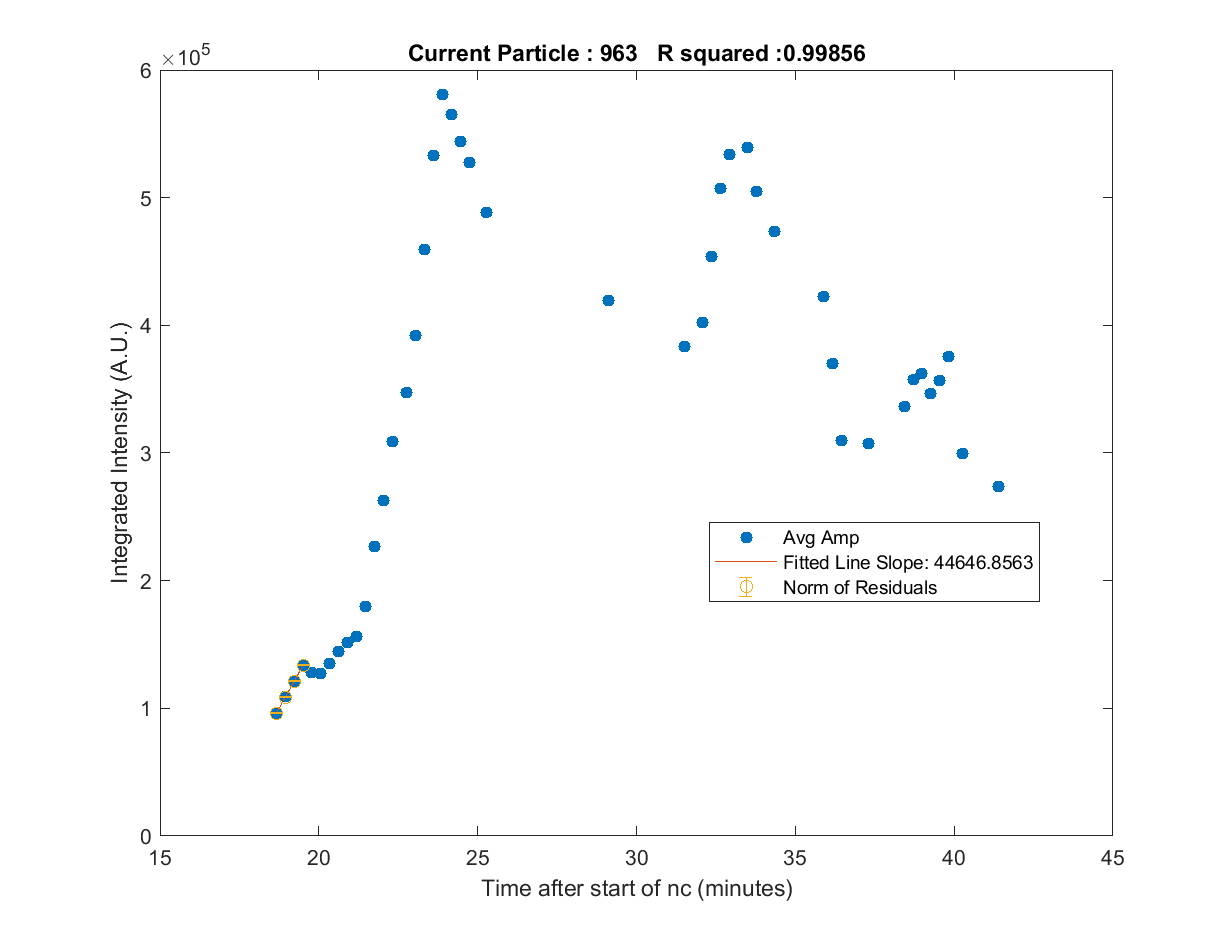 Current Particle : 963 R squared :0.99856
×10^5
6
5
4
3
2
1
0
Integrated Intensity (A.U.)
Avg Amp
Fitted Line Slope: 44646.8563
Norm of Residuals
15 20 25 30 35 40 45
Time after start of nc (minutes)